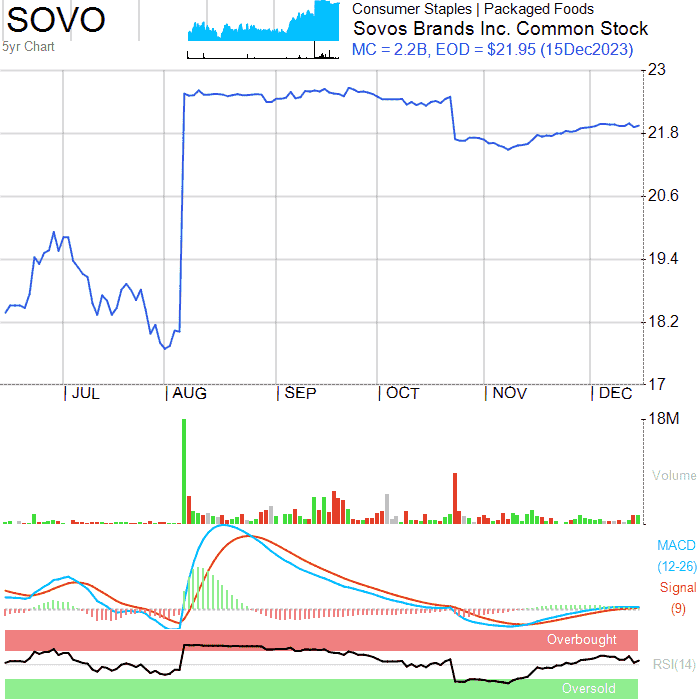 SOVO
5yr Chart
Consumer Staples | Packaged Foods
Sovos Brands Inc. Common Stock
MC = 2.2B, EOD = $21.95 (15Dec2023)
23
21.8
20.6
19.4
18.2
17
JUL AUG SEP OCT NOV DEC
18M
Volume
MACD
(12-26)
Signal
(9)
Overbought
RSI(14)
Oversold